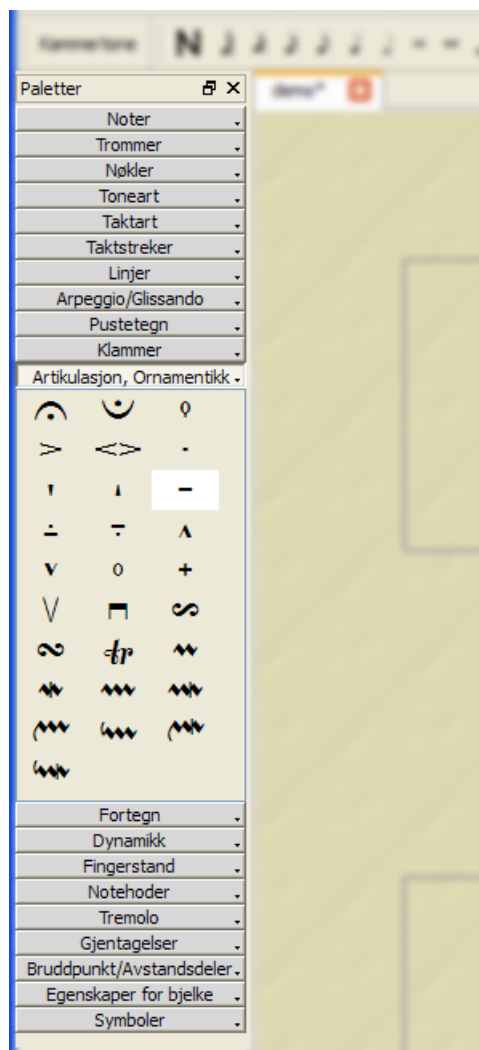 Kammertone
N
demo*
Paletter
Noter
Trommer
Nøkler
Toneart
Taktart
Taktstreker
Linjer
Arpeggio/Glissando
Pustetegn
Klammer
Artikulasjon, Ornamentikk
tr
Fortegn
Dynamikk
Fingerstand
Notehoder
Tremolo
Gjentagelser
Bruddpunkt/Avstandsdeler
Egenskaper for bjelke
Symboler